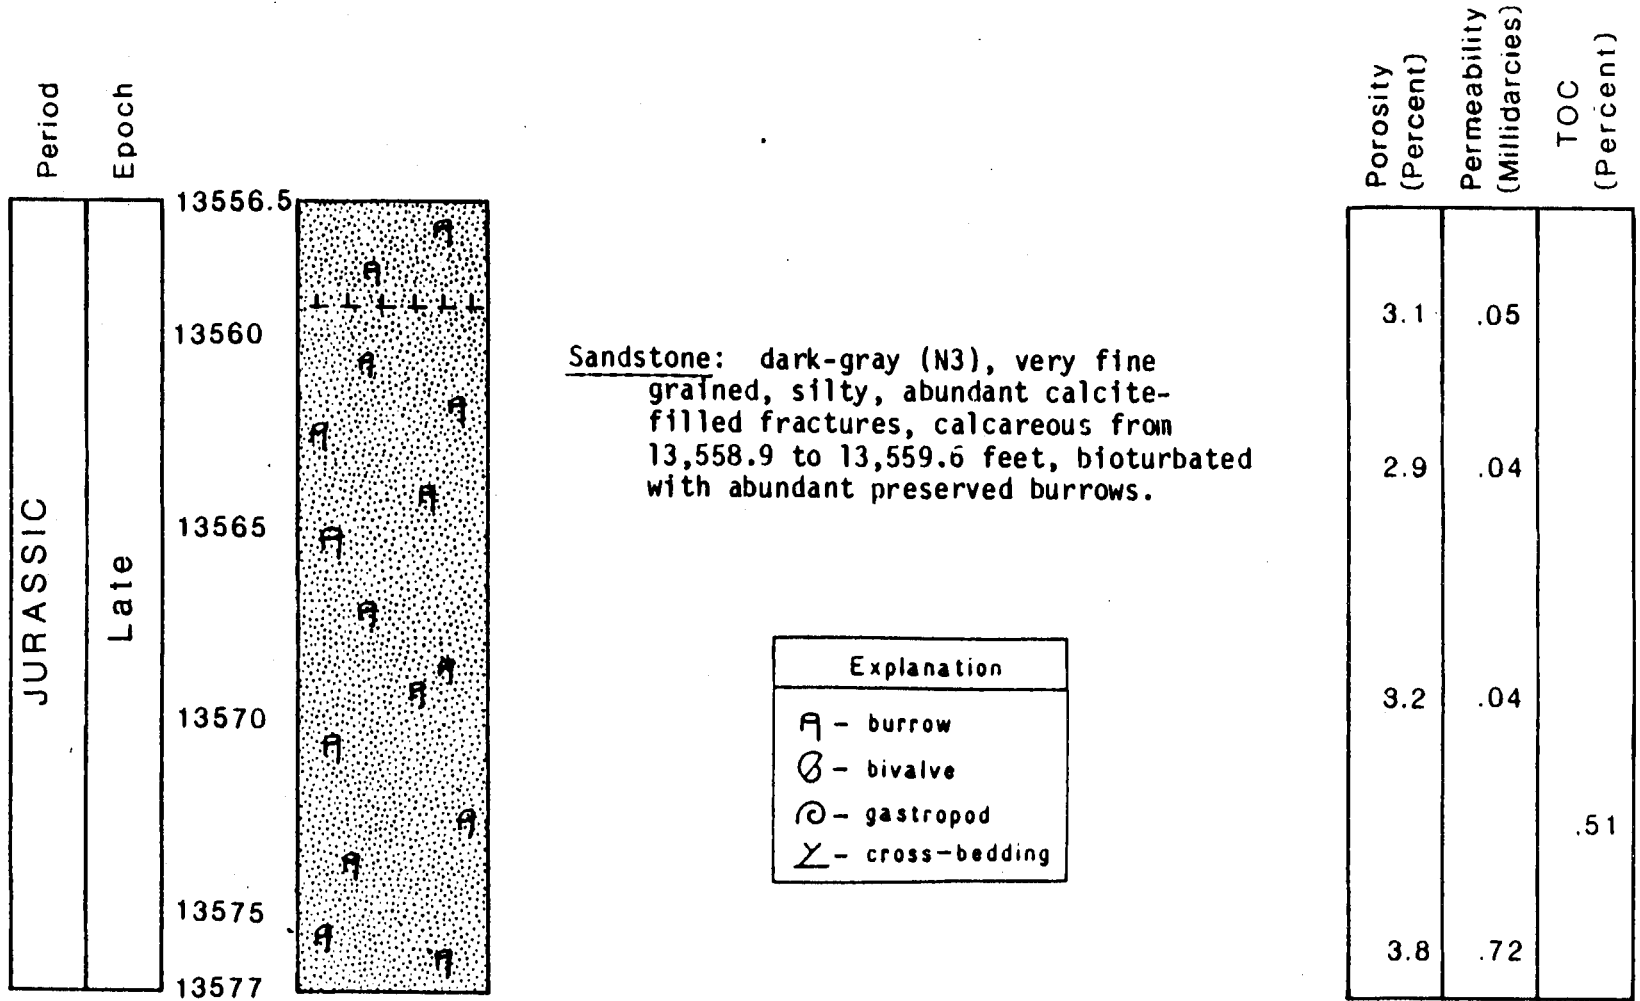 Period
Epoch
Porosity
(Percent)
Permeability
(Millidarcies)
TOC
(Percent)
JURASSIC
Late
13556.5
13560
13565
13570
13575
13577
Sandstone: dark-gray (N3), very fine
grained, silty, abundant calcite-
filled fractures, calcareous from
13,558.9 to 13,559.6 feet, bioturbated
with abundant preserved burrows.
Explanation
- burrow
- bivalve
- gastropod
- cross-bedding
3.1 .05
2.9 .04
3.2 .04
.51
3.8 .72